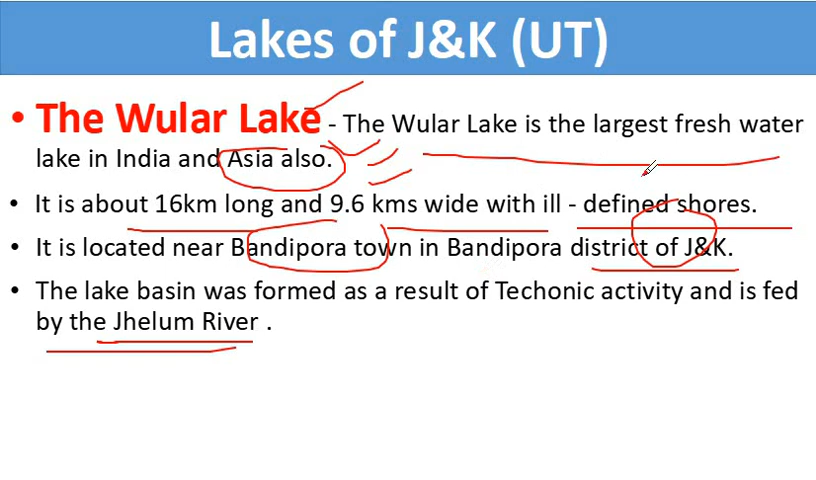 Lakes of J&K (UT)
• The Wular Lake - The Wular Lake is the largest fresh water
lake in India and Asia also.
• It is about 16km long and 9.6 kms wide with ill - defined shores.
• It is located near Bandipora town in Bandipora district of J&K.
• The lake basin was formed as a result of Techonic activity and is fed
by the Jhelum River .